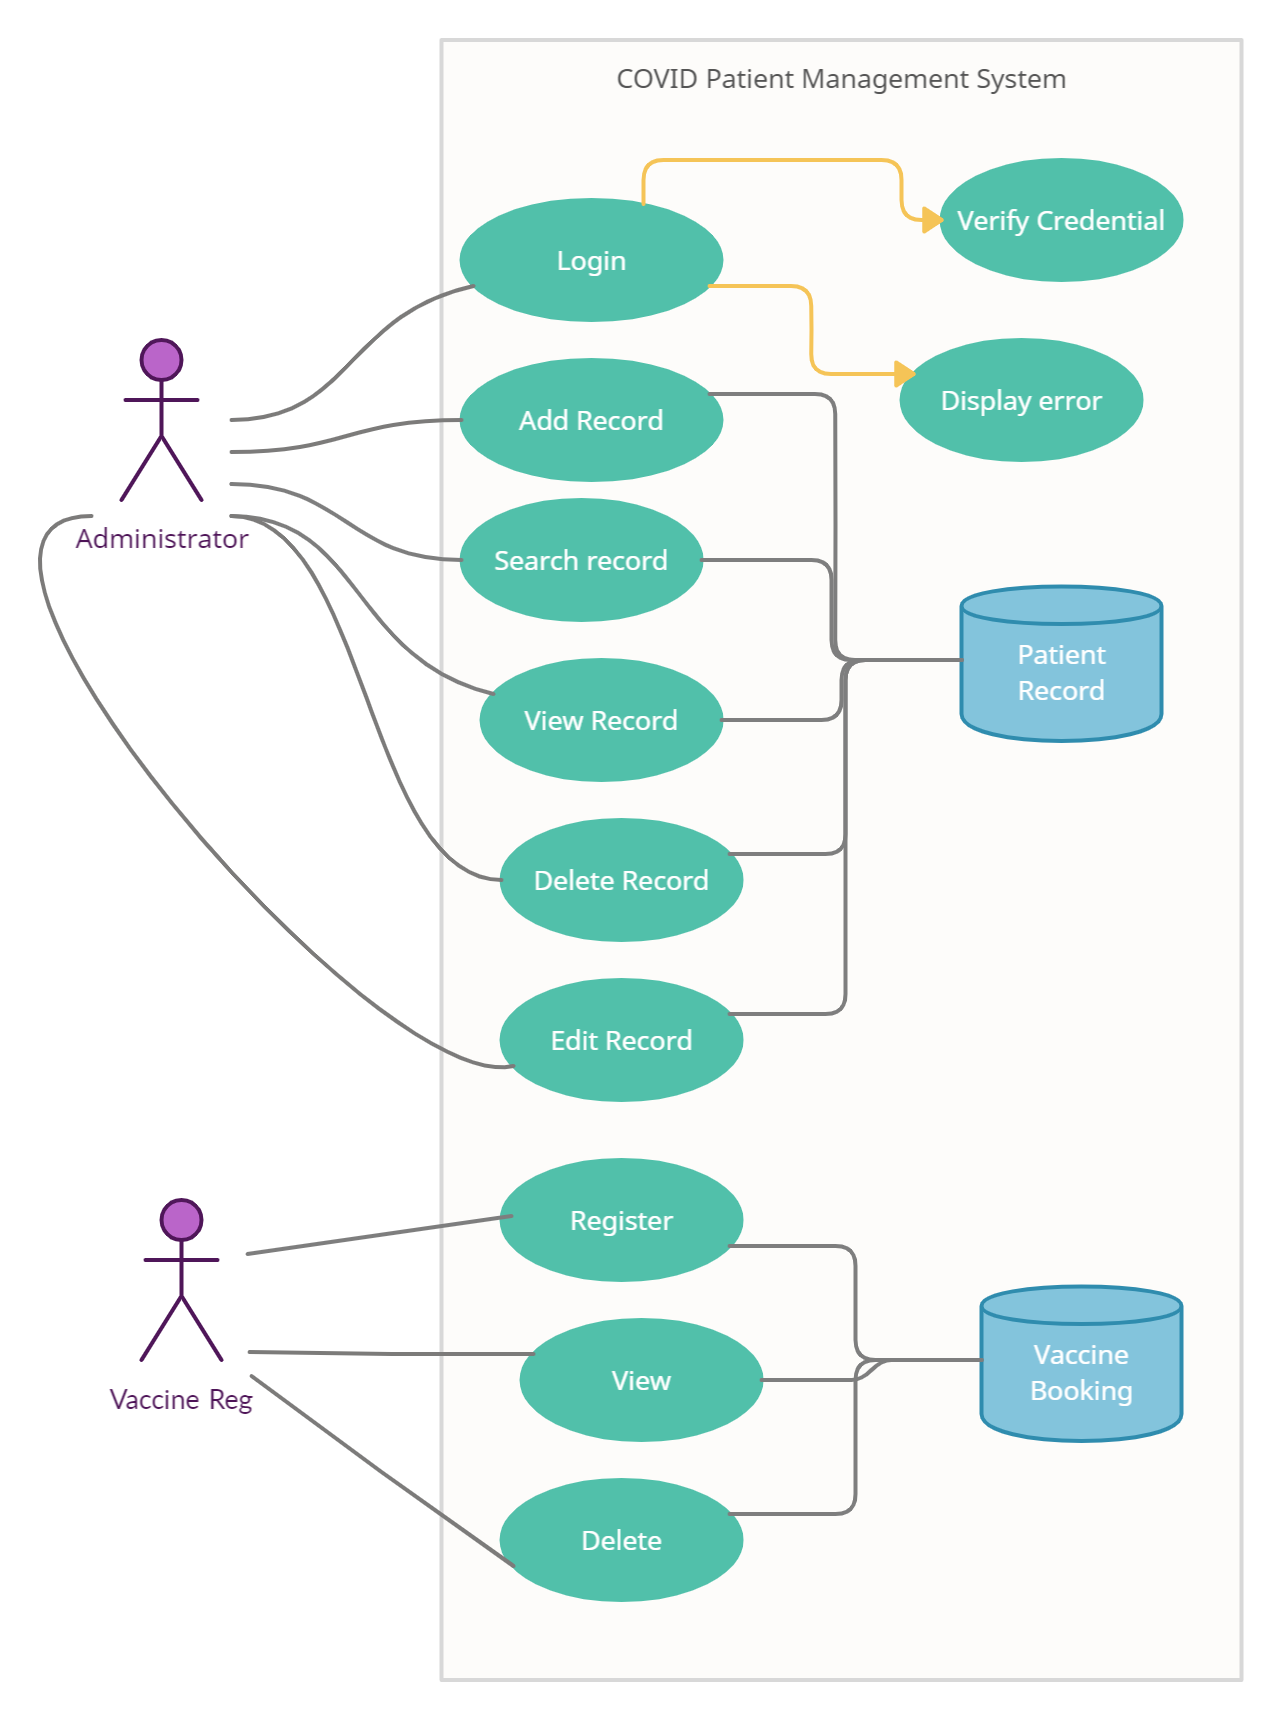 COVID Patient Management System
Verify Credential
Login
Display error
Add Record
Administrator
Search record
Patient
Record
View Record
Delete Record
Edit Record
Register
Vaccine Reg
View
Vaccine
Booking
Delete